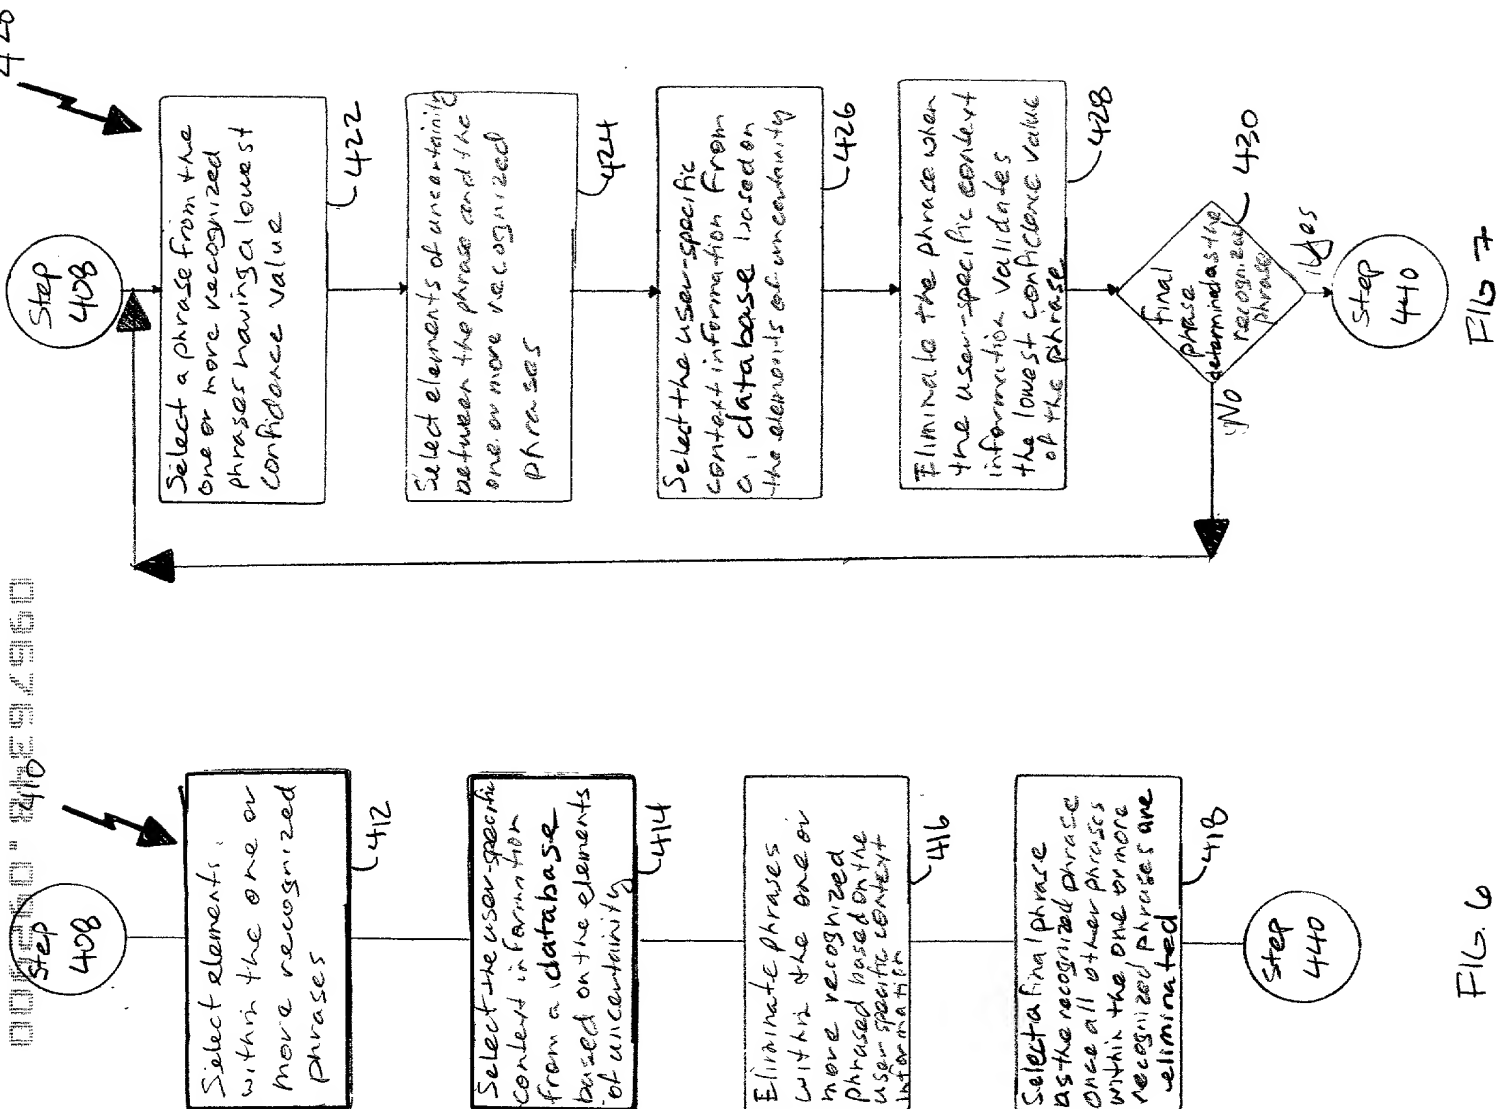 420
Step
408
Select a phrase from the
one or more recognized
phrases having a lowest
confidence value
422
Select elements of uncertainity
between the phrase and the
one or more recognized
phrases
424
Select the user-specific
context information from
a database based on
the elements of uncertainity
426
Eliminate the phrase when
the user-specific context
information validates
the lowest confidence value
of the phrase
428
final
phrase
determined as the
recognized
phrase
430
Yes
No
Step
440
FIG 7
410
Step
408
Select elements
within the one or
more recognized
phrases
412
Select the user-specific
context information
from a database
based on the elements
of uncertainity
414
Eliminate phrases
within the one or
more recognized
phrased based on the
user specific context
information
416
Select a final phrase
as the recognized phrase
once all other phrases
within the one or more
recognized phrases are
eliminated
418
Step
440
FIG. 6